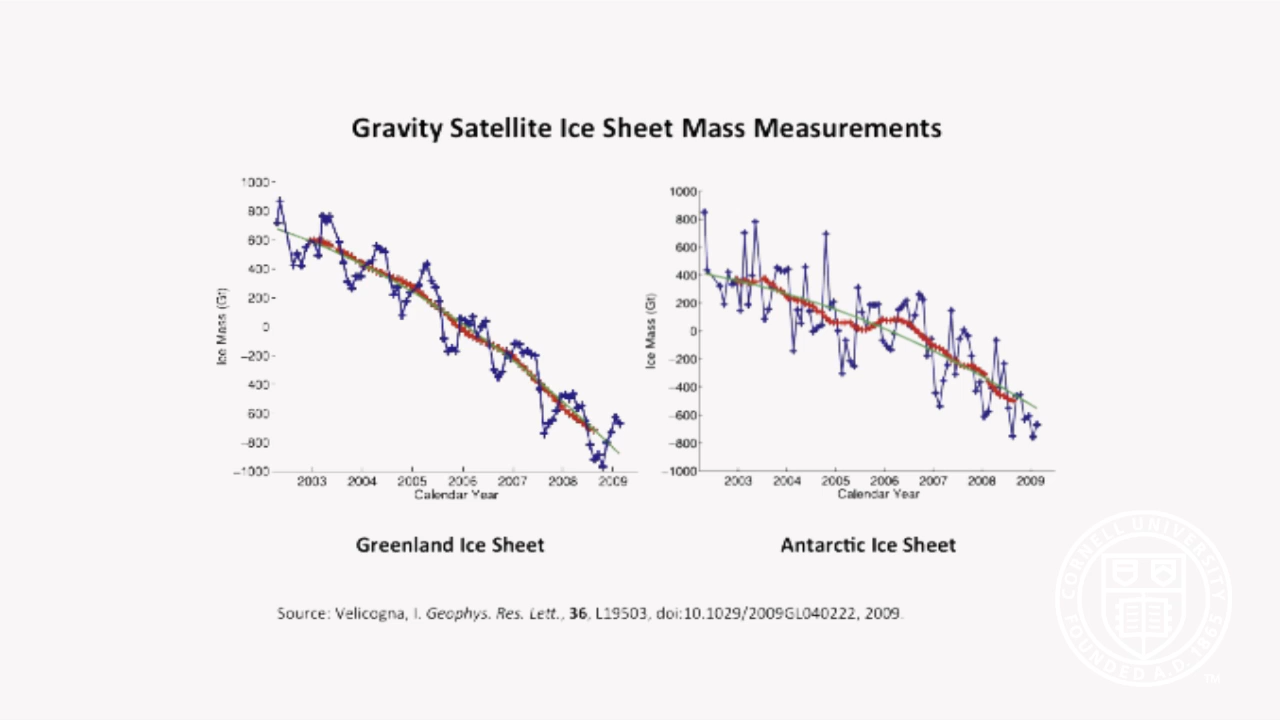 Gravity Satellite Ice Sheet Mass Measurements
1000
800
600
400
200
0
−200
−400
−600
−800
−1000
Ice Mass (Gt)
2003 2004 2005 2006 2007 2008 2009
Calendar Year
Greenland Ice Sheet
1000
800
600
400
200
0
−200
−400
−600
−800
−1000
Ice Mass (Gt)
2003 2004 2005 2006 2007 2008 2009
Calendar Year
Antarctic Ice Sheet
Source: Velicogna, I. Geophys. Res. Lett., 36, L19503, doi:10.1029/2009GL040222, 2009.
CORNELL UNIVERSITY
FOUNDED A.D. 1865
TM